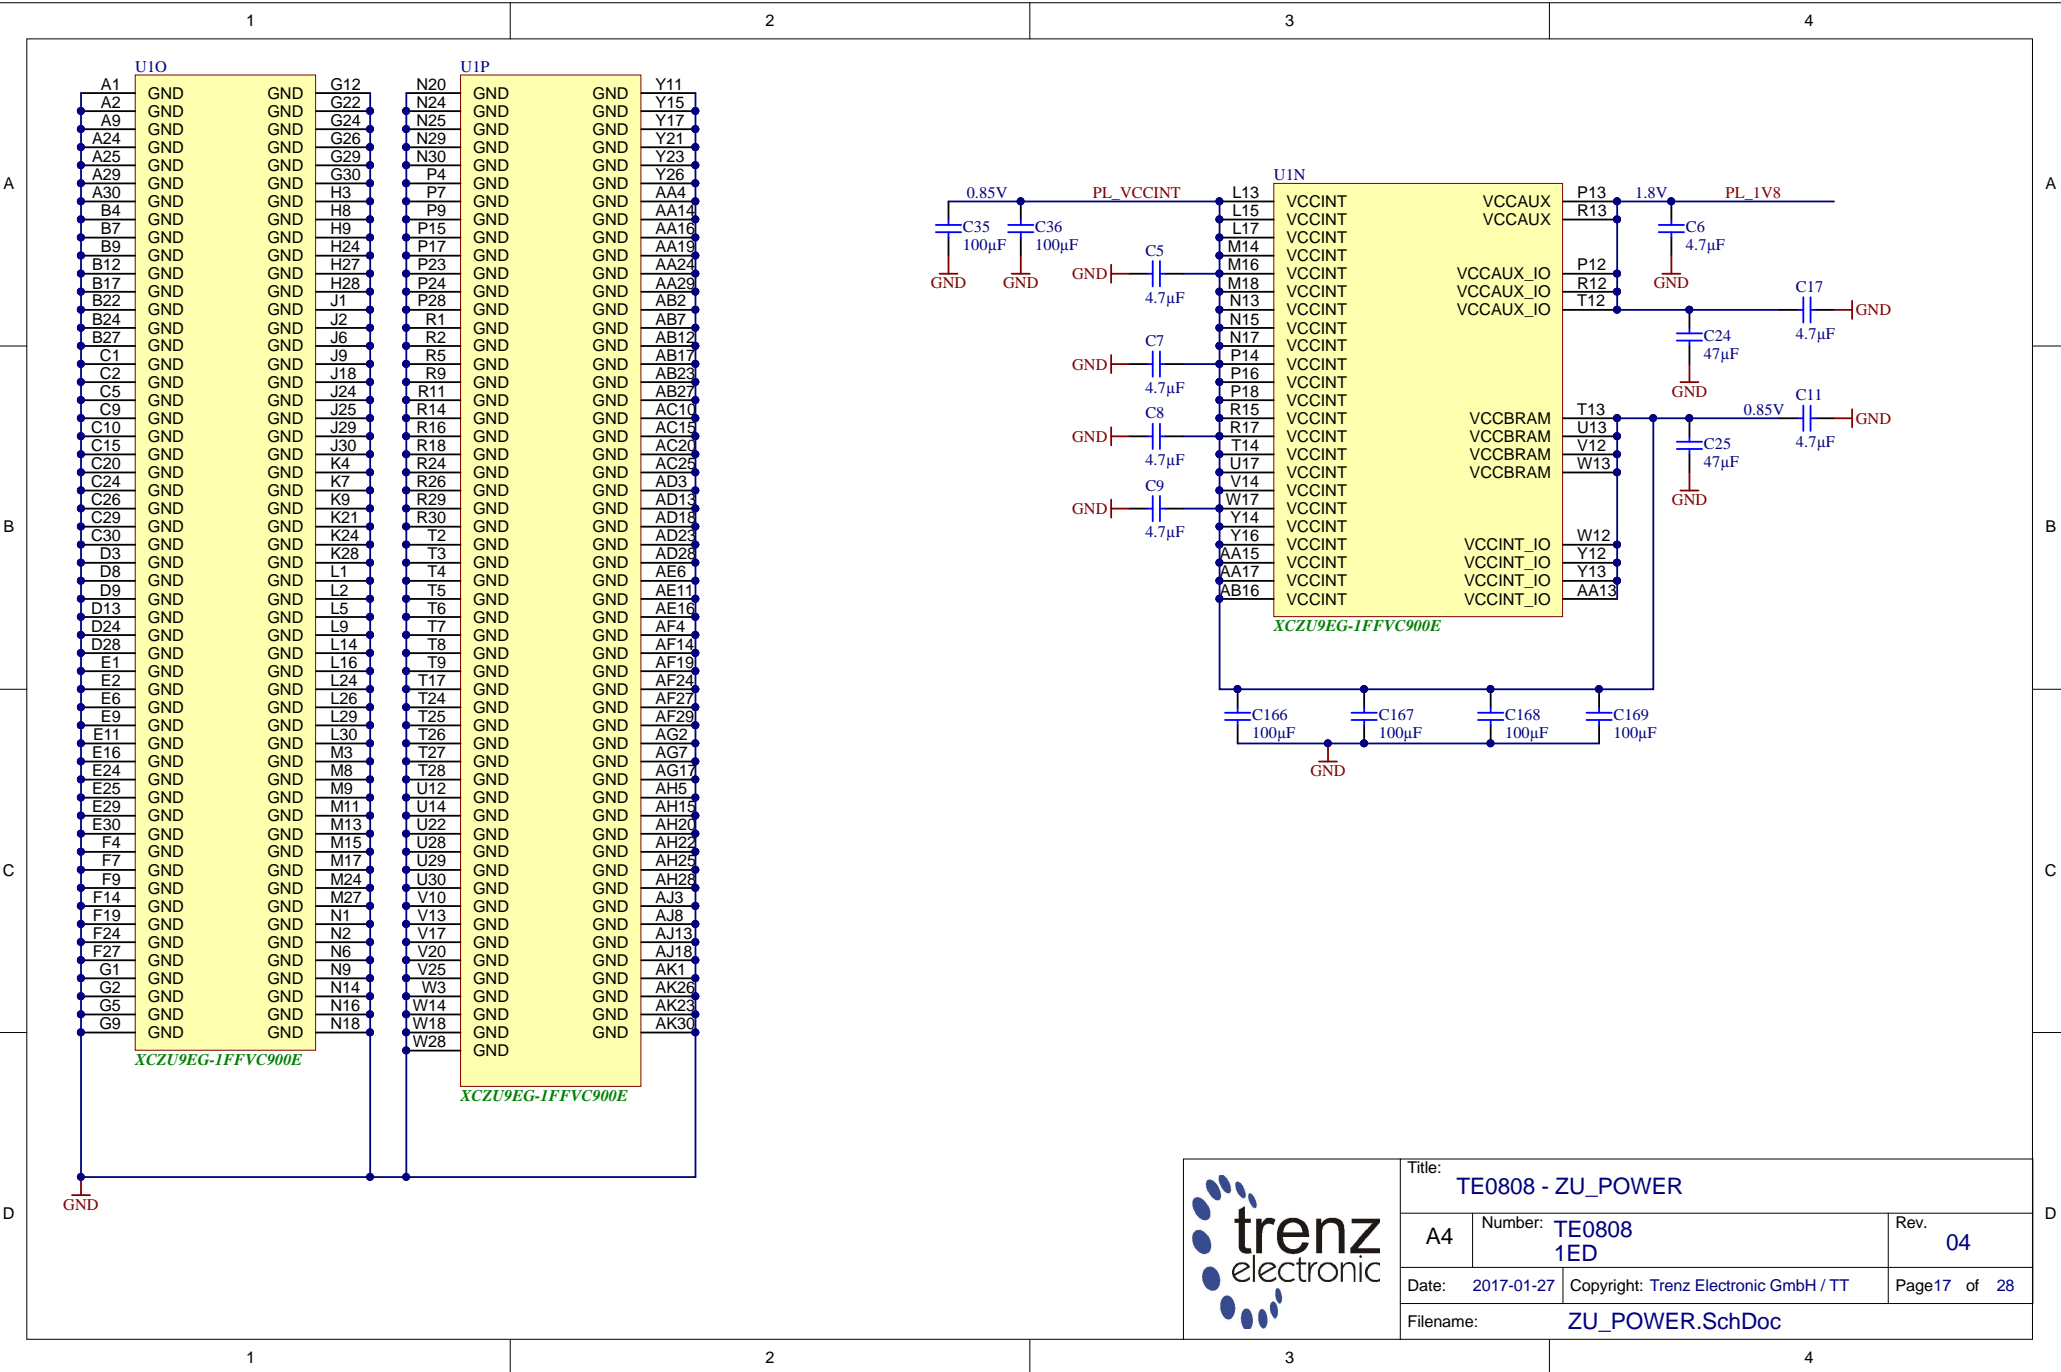 1 2 3 4
A
B
C
D
U1O
A1 GND GND G12
A2 GND GND G22
A9 GND GND G24
A24 GND GND G26
A25 GND GND G29
A29 GND GND G30
A30 GND GND H3
B4 GND GND H8
B7 GND GND H9
B9 GND GND H24
B12 GND GND H27
B17 GND GND H28
B22 GND GND J1
B24 GND GND J2
B27 GND GND J6
C1 GND GND J9
C2 GND GND J18
C5 GND GND J24
C9 GND GND J25
C10 GND GND J29
C15 GND GND J30
C20 GND GND K4
C24 GND GND K7
C26 GND GND K9
C29 GND GND K21
C30 GND GND K24
D3 GND GND K28
D8 GND GND L1
D9 GND GND L2
D13 GND GND L5
D24 GND GND L9
D28 GND GND L14
E1 GND GND L16
E2 GND GND L24
E6 GND GND L26
E9 GND GND L29
E11 GND GND L30
E16 GND GND M3
E24 GND GND M8
E25 GND GND M9
E29 GND GND M11
E30 GND GND M13
F4 GND GND M15
F7 GND GND M17
F9 GND GND M24
F14 GND GND M27
F19 GND GND N1
F24 GND GND N2
F27 GND GND N6
G1 GND GND N9
G2 GND GND N14
G5 GND GND N16
G9 GND GND N18
XCZU9EG-1FFVC900E
GND
U1P
N20 GND GND Y11
N24 GND GND Y15
N25 GND GND Y17
N29 GND GND Y21
N30 GND GND Y23
P4 GND GND Y26
P7 GND GND AA4
P9 GND GND AA14
P15 GND GND AA16
P17 GND GND AA19
P23 GND GND AA24
P24 GND GND AA29
P28 GND GND AB2
R1 GND GND AB7
R2 GND GND AB12
R5 GND GND AB17
R9 GND GND AB23
R11 GND GND AB27
R14 GND GND AC10
R16 GND GND AC15
R18 GND GND AC20
R24 GND GND AC25
R26 GND GND AD3
R29 GND GND AD13
R30 GND GND AD18
T2 GND GND AD23
T3 GND GND AD28
T4 GND GND AE6
T5 GND GND AE11
T6 GND GND AE16
T7 GND GND AF4
T8 GND GND AF14
T9 GND GND AF19
T17 GND GND AF24
T24 GND GND AF27
T25 GND GND AF29
T26 GND GND AG2
T27 GND GND AG7
T28 GND GND AG17
U12 GND GND AH5
U14 GND GND AH15
U22 GND GND AH20
U28 GND GND AH22
U29 GND GND AH25
U30 GND GND AH28
V10 GND GND AJ3
V13 GND GND AJ8
V17 GND GND AJ13
V20 GND GND AJ18
V25 GND GND AK1
W3 GND GND AK26
W14 GND GND AK23
W18 GND GND AK30
W28 GND
XCZU9EG-1FFVC900E
U1N
0.85V PL_VCCINT
C35 100µF GND
C36 100µF GND
GND C5 4.7µF
GND C7 4.7µF
GND C8 4.7µF
GND C9 4.7µF
L13 VCCINT
L15 VCCINT
L17 VCCINT
M14 VCCINT
M16 VCCINT
M18 VCCINT
N13 VCCINT
N15 VCCINT
N17 VCCINT
P14 VCCINT
P16 VCCINT
P18 VCCINT
R15 VCCINT
R17 VCCINT
T14 VCCINT
U17 VCCINT
V14 VCCINT
W17 VCCINT
Y14 VCCINT
Y16 VCCINT
AA15 VCCINT
AA17 VCCINT
AB16 VCCINT
VCCAUX P13 1.8V PL_1V8
VCCAUX R13
VCCAUX_IO P12
VCCAUX_IO R12
VCCAUX_IO T12
C6 4.7µF GND
C17 4.7µF GND
C24 47µF GND
VCCBRAM T13 0.85V
VCCBRAM U13
VCCBRAM V12
VCCBRAM W13
C11 4.7µF GND
C25 47µF GND
VCCINT_IO W12
VCCINT_IO Y12
VCCINT_IO Y13
VCCINT_IO AA13
XCZU9EG-1FFVC900E
C166 C167 C168 C169
100µF 100µF 100µF 100µF
GND
trenz
electronic
Title:
TE0808 - ZU_POWER
A4 Number: TE0808
1ED
Rev.
04
Date: 2017-01-27 Copyright: Trenz Electronic GmbH / TT Page17 of 28
Filename: ZU_POWER.SchDoc
A
B
C
D
1 2 3 4